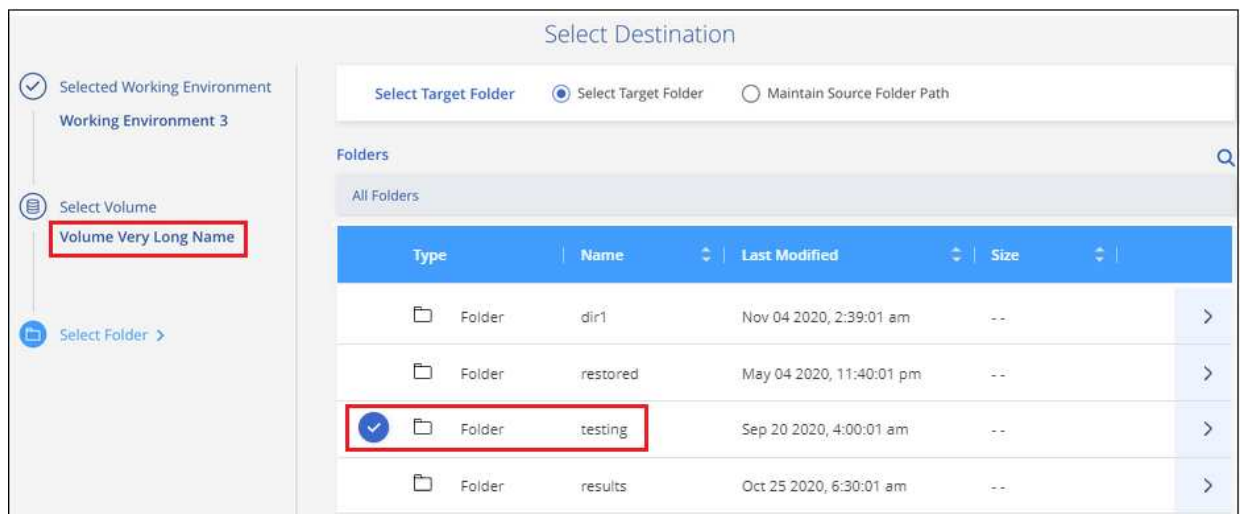 Select Destination
Selected Working Environment
Working Environment 3
Select Volume
Volume Very Long Name
Select Folder >
Select Target Folder Select Target Folder Maintain Source Folder Path
Folders
All Folders
Type Name Last Modified Size
Folder dir1 Nov 04 2020, 2:39:01 am --
Folder restored May 04 2020, 11:40:01 pm --
Folder testing Sep 20 2020, 4:00:01 am --
Folder results Oct 25 2020, 6:30:01 am --